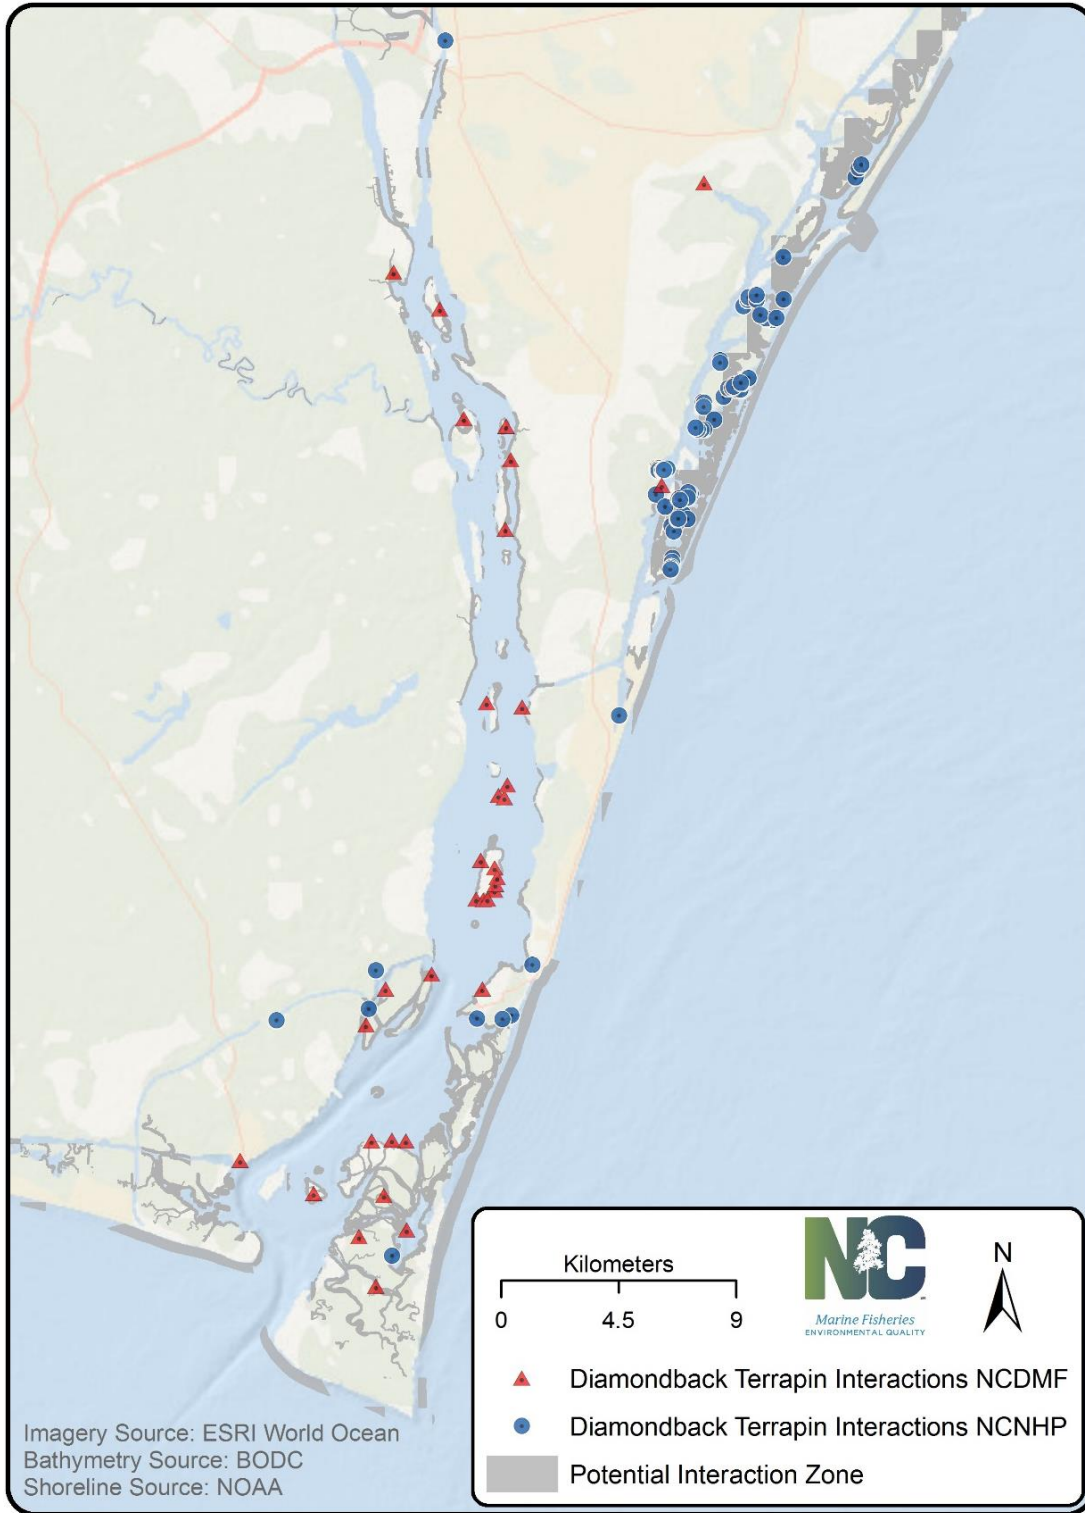 Kilometers
0 4.5 9
NC
Marine Fisheries
ENVIRONMENTAL QUALITY
N
Diamondback Terrapin Interactions NCDMF
Diamondback Terrapin Interactions NCNHP
Potential Interaction Zone
Imagery Source: ESRI World Ocean
Bathymetry Source: BODC
Shoreline Source: NOAA